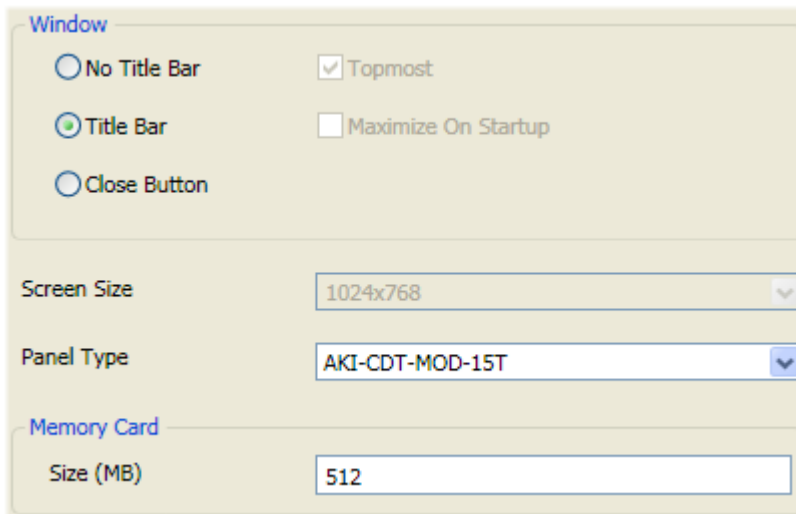 Window
No Title Bar Topmost
Title Bar Maximize On Startup
Close Button
Screen Size 1024x768
Panel Type AKI-CDT-MOD-15T
Memory Card
Size (MB) 512